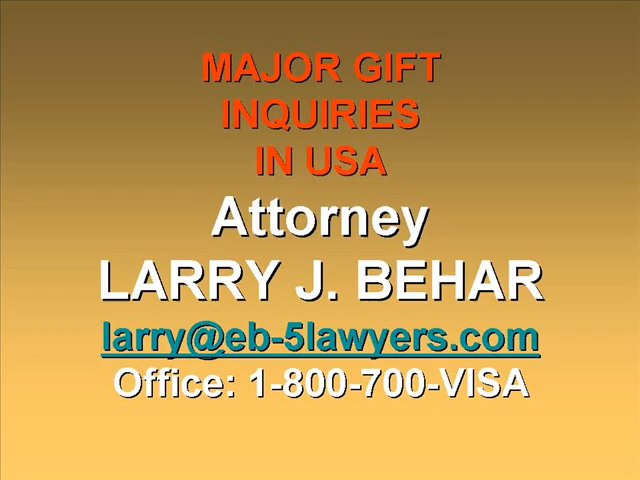 MAJOR GIFT
INQUIRIES
IN USA
Attorney
LARRY J. BEHAR
larry@eb-5lawyers.com
Office: 1-800-700-VISA